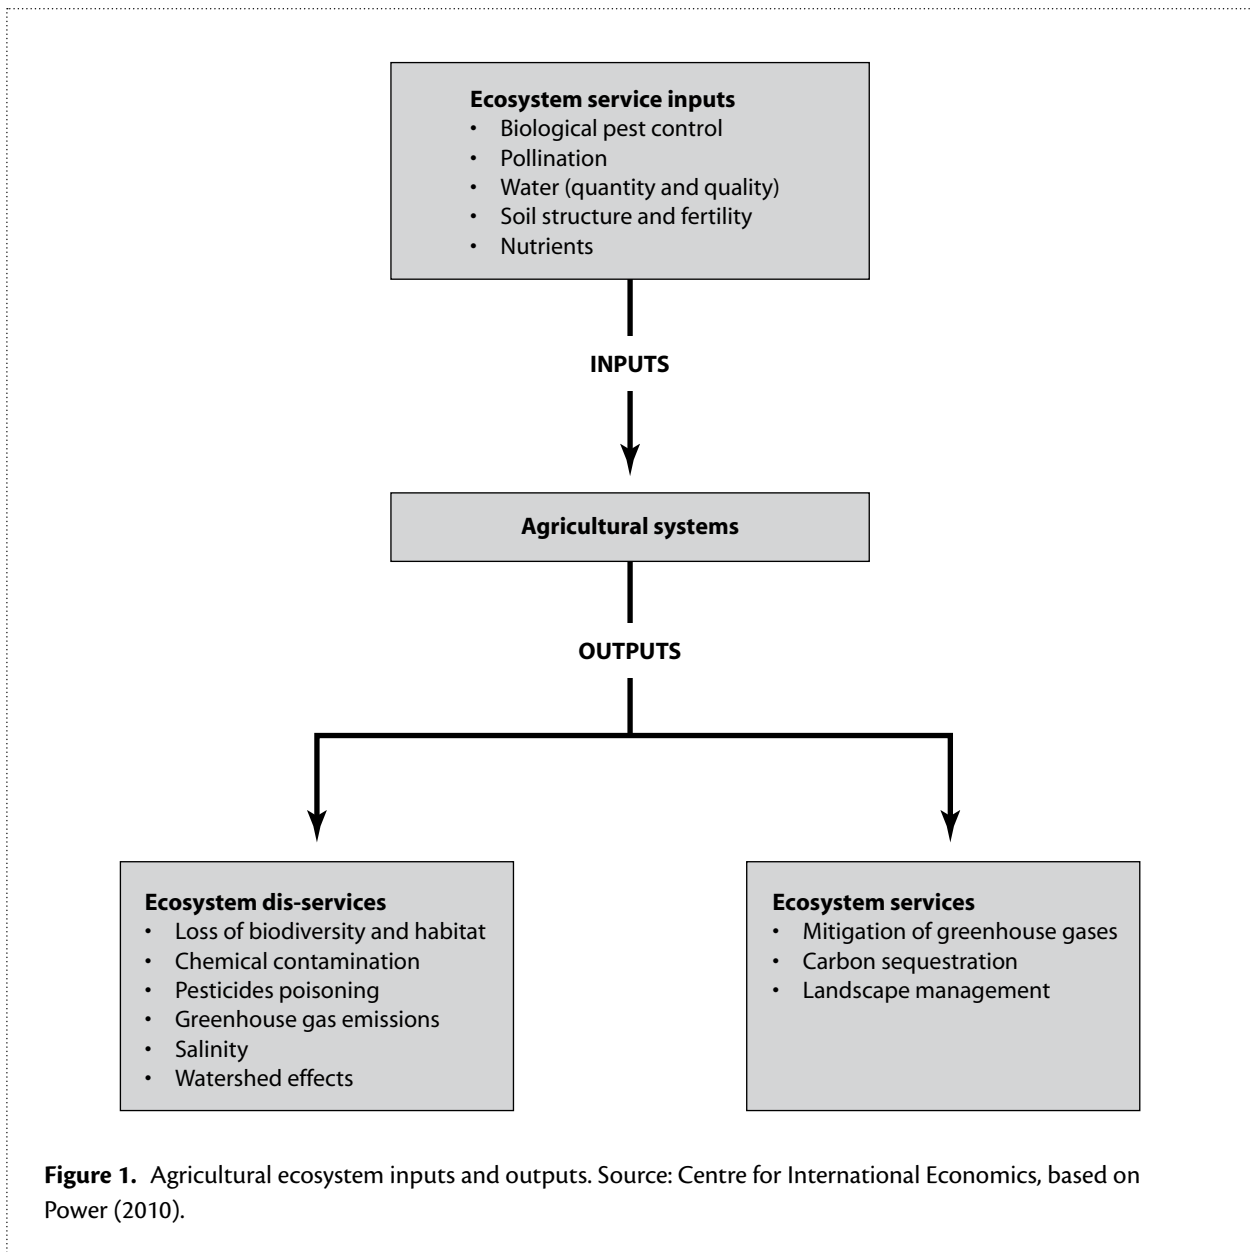 Ecosystem service inputs
• Biological pest control
• Pollination
• Water (quantity and quality)
• Soil structure and fertility
• Nutrients
INPUTS
Agricultural systems
OUTPUTS
Ecosystem dis-services
• Loss of biodiversity and habitat
• Chemical contamination
• Pesticides poisoning
• Greenhouse gas emissions
• Salinity
• Watershed effects
Ecosystem services
• Mitigation of greenhouse gases
• Carbon sequestration
• Landscape management
Figure 1. Agricultural ecosystem inputs and outputs. Source: Centre for International Economics, based on
Power (2010).